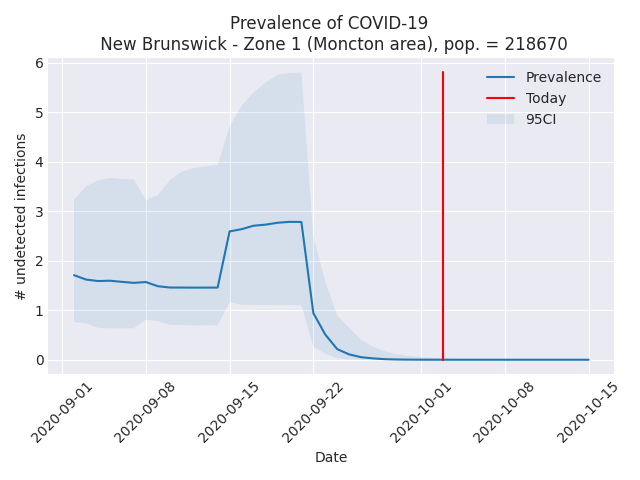 Prevalence of COVID-19
New Brunswick - Zone 1 (Moncton area), pop. = 218670
6
5
4
3
2
1
0
# undetected infections
Prevalence
Today
95CI
2020-09-01
2020-09-08
2020-09-15
2020-09-22
2020-10-01
2020-10-08
2020-10-15
Date